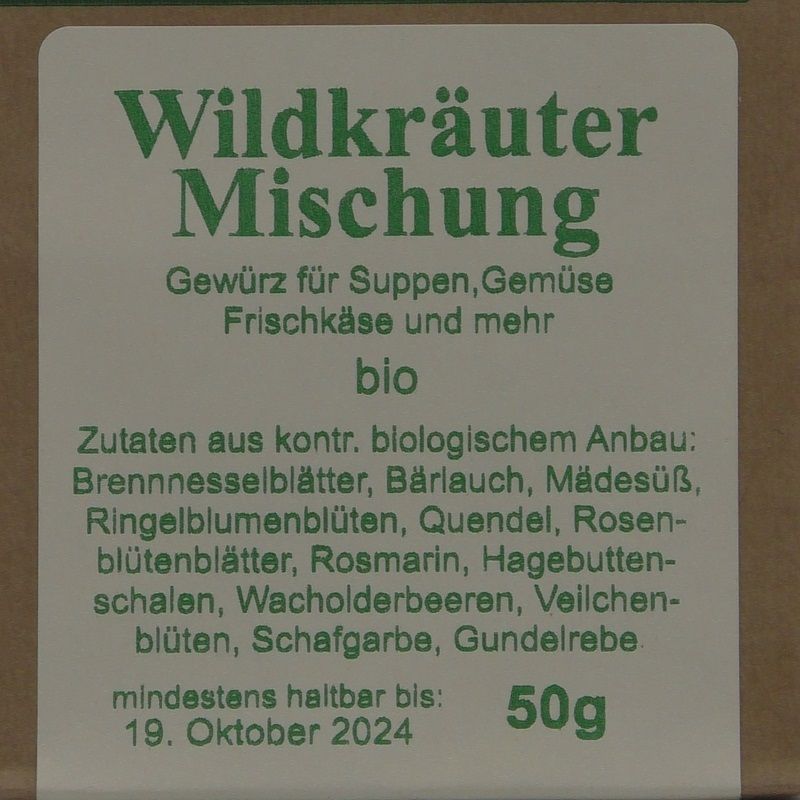 Wildkräuter
Mischung
Gewürz für Suppen,Gemüse
Frischkäse und mehr
bio
Zutaten aus kontr. biologischem Anbau:
Brennnesselblätter, Bärlauch, Mädesüß,
Ringelblumenblüten, Quendel, Rosen-
blütenblätter, Rosmarin, Hagebutten-
schalen, Wacholderbeeren, Veilchen-
blüten, Schafgarbe, Gundelrebe
mindestens haltbar bis:
19. Oktober 2024
50g